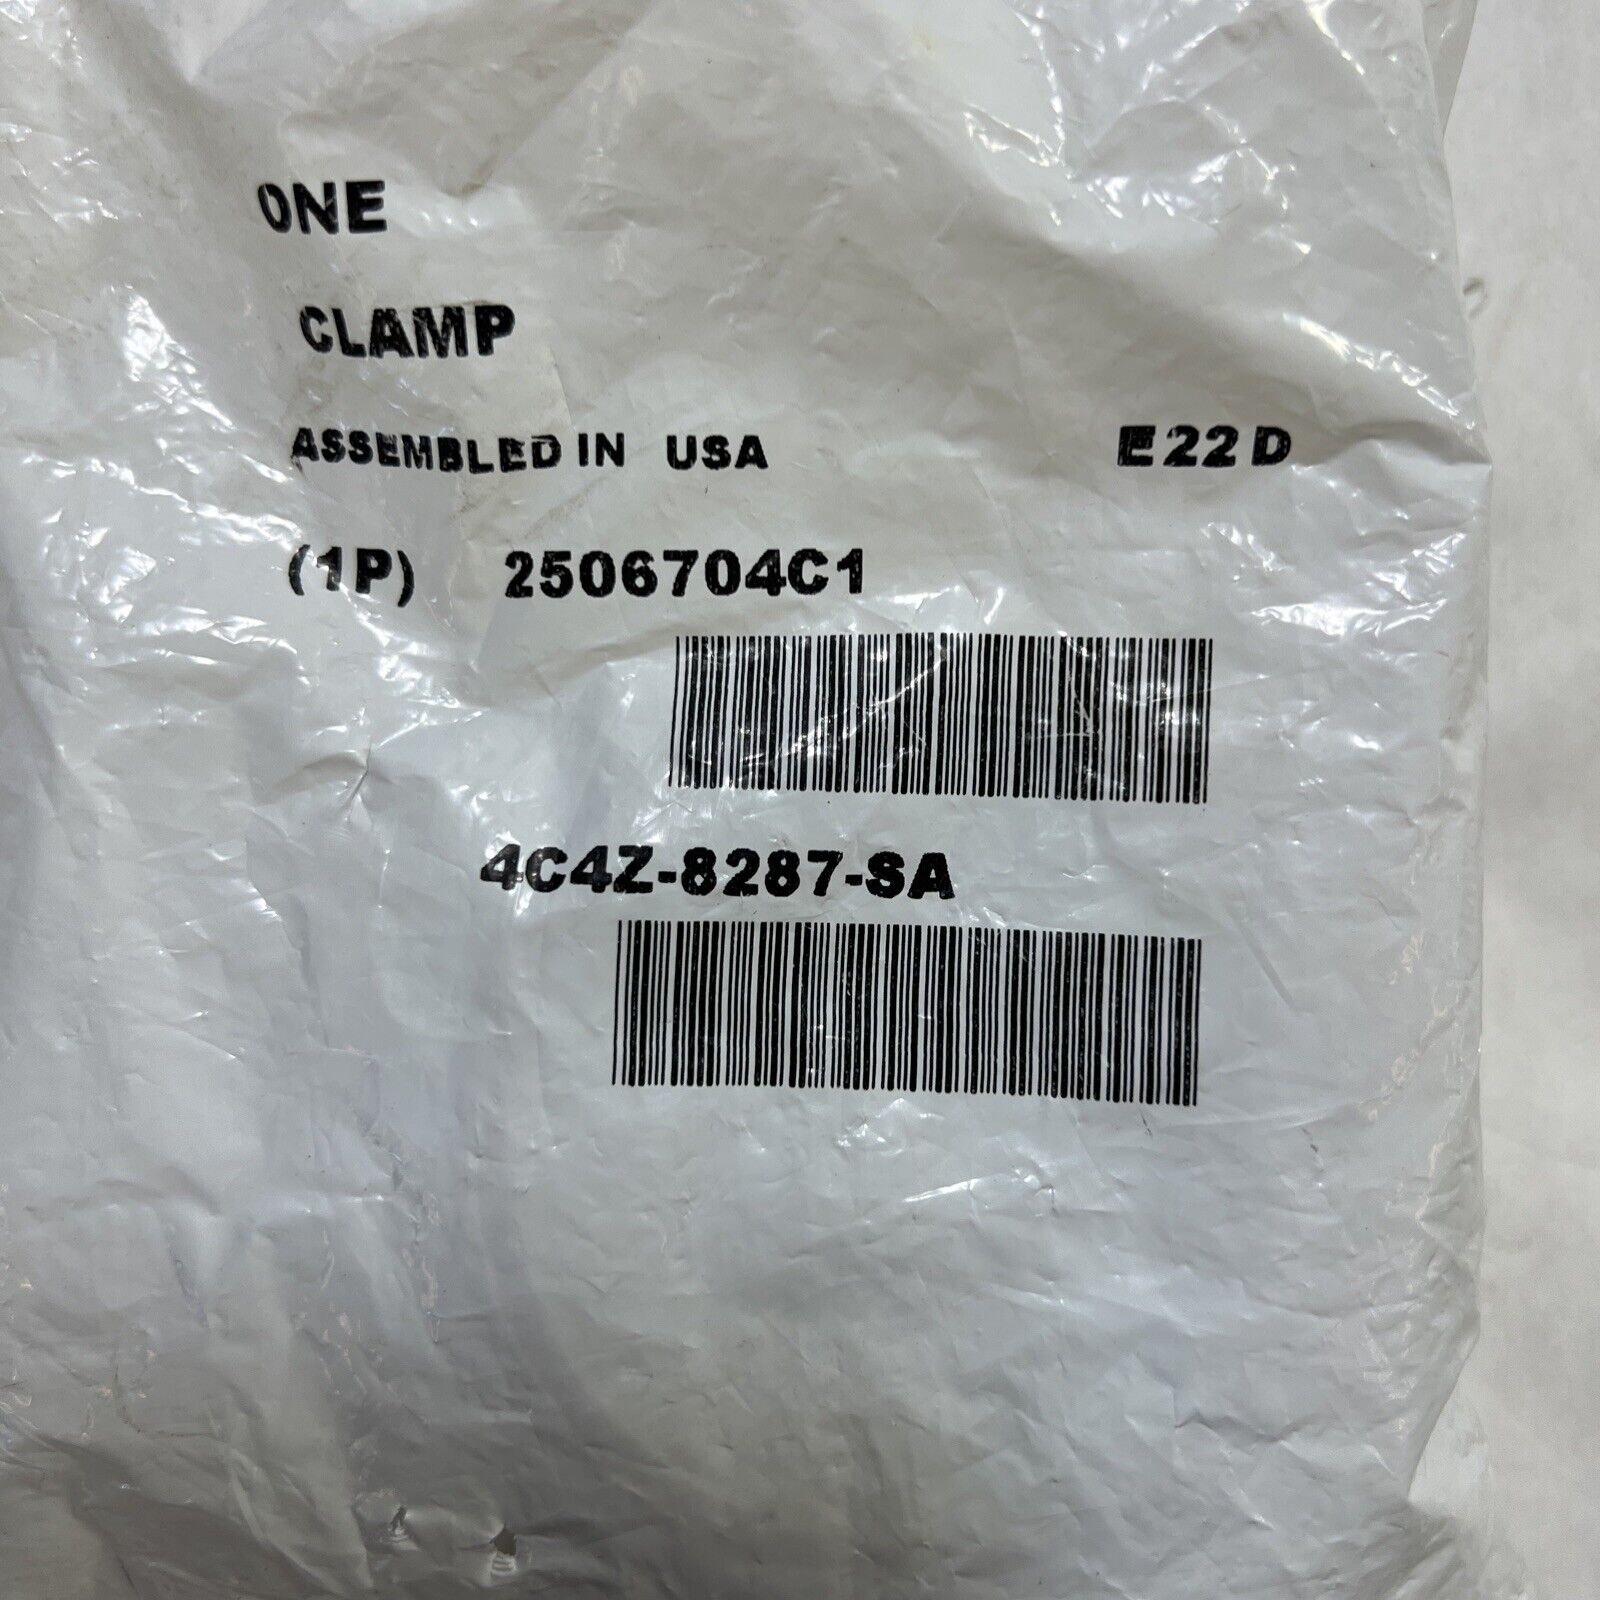 ONE
CLAMP
ASSEMBLED IN USA E22D
(1P) 2506704C1
4C4Z-8287-SA